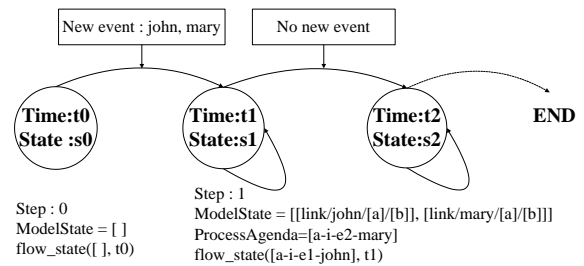 New event : john, mary
No new event
Time:t0
State :s0
Time:t1
State:s1
Time:t2
State:s2
END
Step : 0
ModelState = [ ]
flow_state([ ], t0)
Step : 1
ModelState = [[link/john/[a]/[b]], [link/mary/[a]/[b]]]
ProcessAgenda=[a-i-e2-mary]
flow_state([a-i-e1-john], t1)